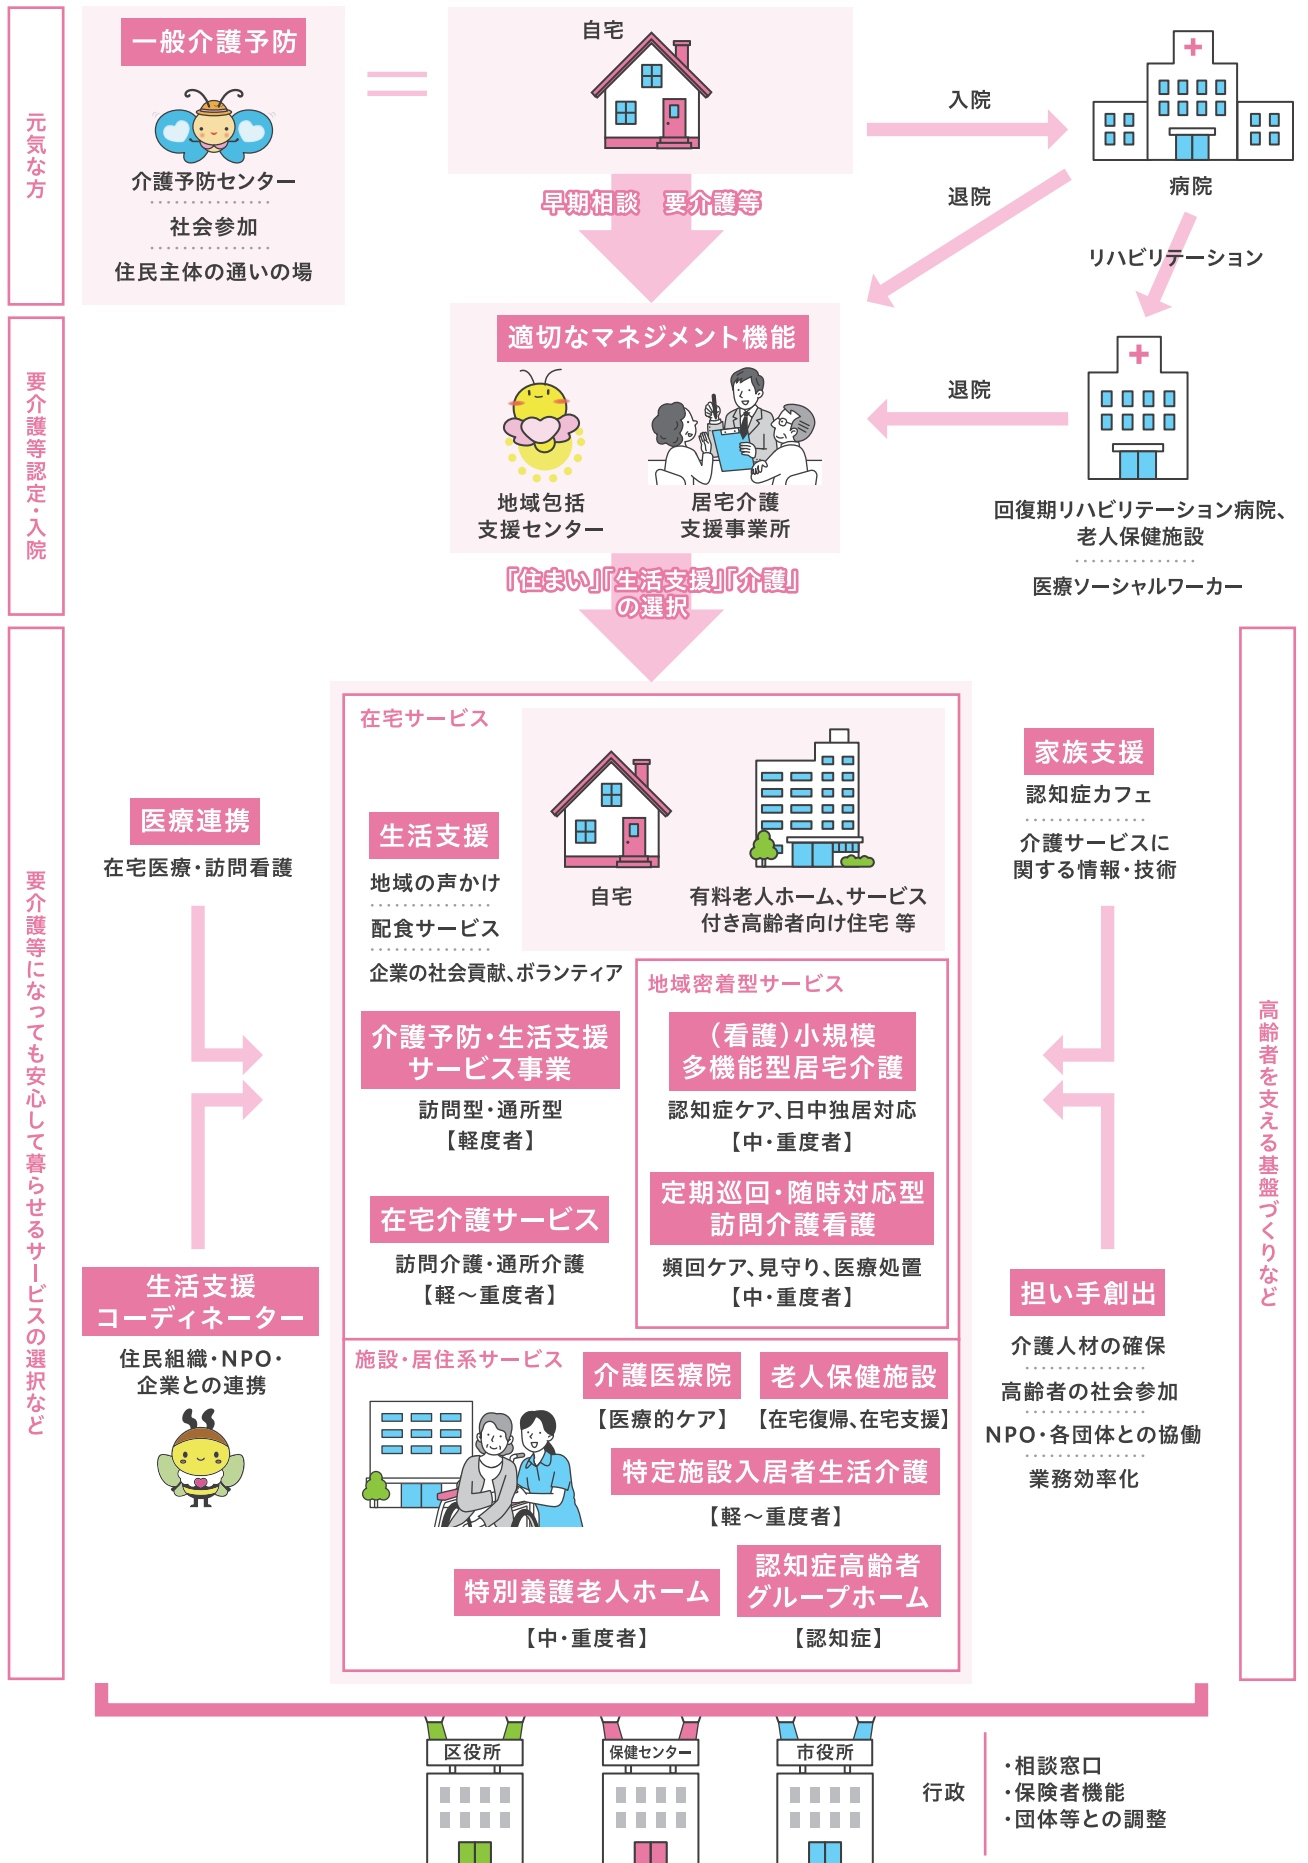 元気な方
一般介護予防
介護予防センター
社会参加
住民主体の通いの場
自宅
入院
病院
早期相談　要介護等
退院
リハビリテーション
要介護等認定・入院
適切なマネジメント機能
地域包括
支援センター
居宅介護
支援事業所
退院
回復期リハビリテーション病院、
老人保健施設
医療ソーシャルワーカー
「住まい」「生活支援」「介護」
の選択
要介護等になっても安心して暮らせるサービスの選択など
医療連携
在宅医療・訪問看護
生活支援
コーディネーター
住民組織・NPO・
企業との連携
在宅サービス
生活支援
地域の声かけ
配食サービス
企業の社会貢献、ボランティア
自宅
有料老人ホーム、サービス
付き高齢者向け住宅 等
介護予防・生活支援
サービス事業
訪問型・通所型
【軽度者】
在宅介護サービス
訪問介護・通所介護
【軽～重度者】
地域密着型サービス
（看護）小規模
多機能型居宅介護
認知症ケア、日中独居対応
【中・重度者】
定期巡回・随時対応型
訪問介護看護
頻回ケア、見守り、医療処置
【中・重度者】
施設・居住系サービス
介護医療院
【医療的ケア】
老人保健施設
【在宅復帰、在宅支援】
特定施設入居者生活介護
【軽～重度者】
特別養護老人ホーム
【中・重度者】
認知症高齢者
グループホーム
【認知症】
家族支援
認知症カフェ
介護サービスに
関する情報・技術
担い手創出
介護人材の確保
高齢者の社会参加
NPO・各団体との協働
業務効率化
高齢者を支える基盤づくりなど
区役所
保健センター
市役所
行政
・相談窓口
・保険者機能
・団体等との調整